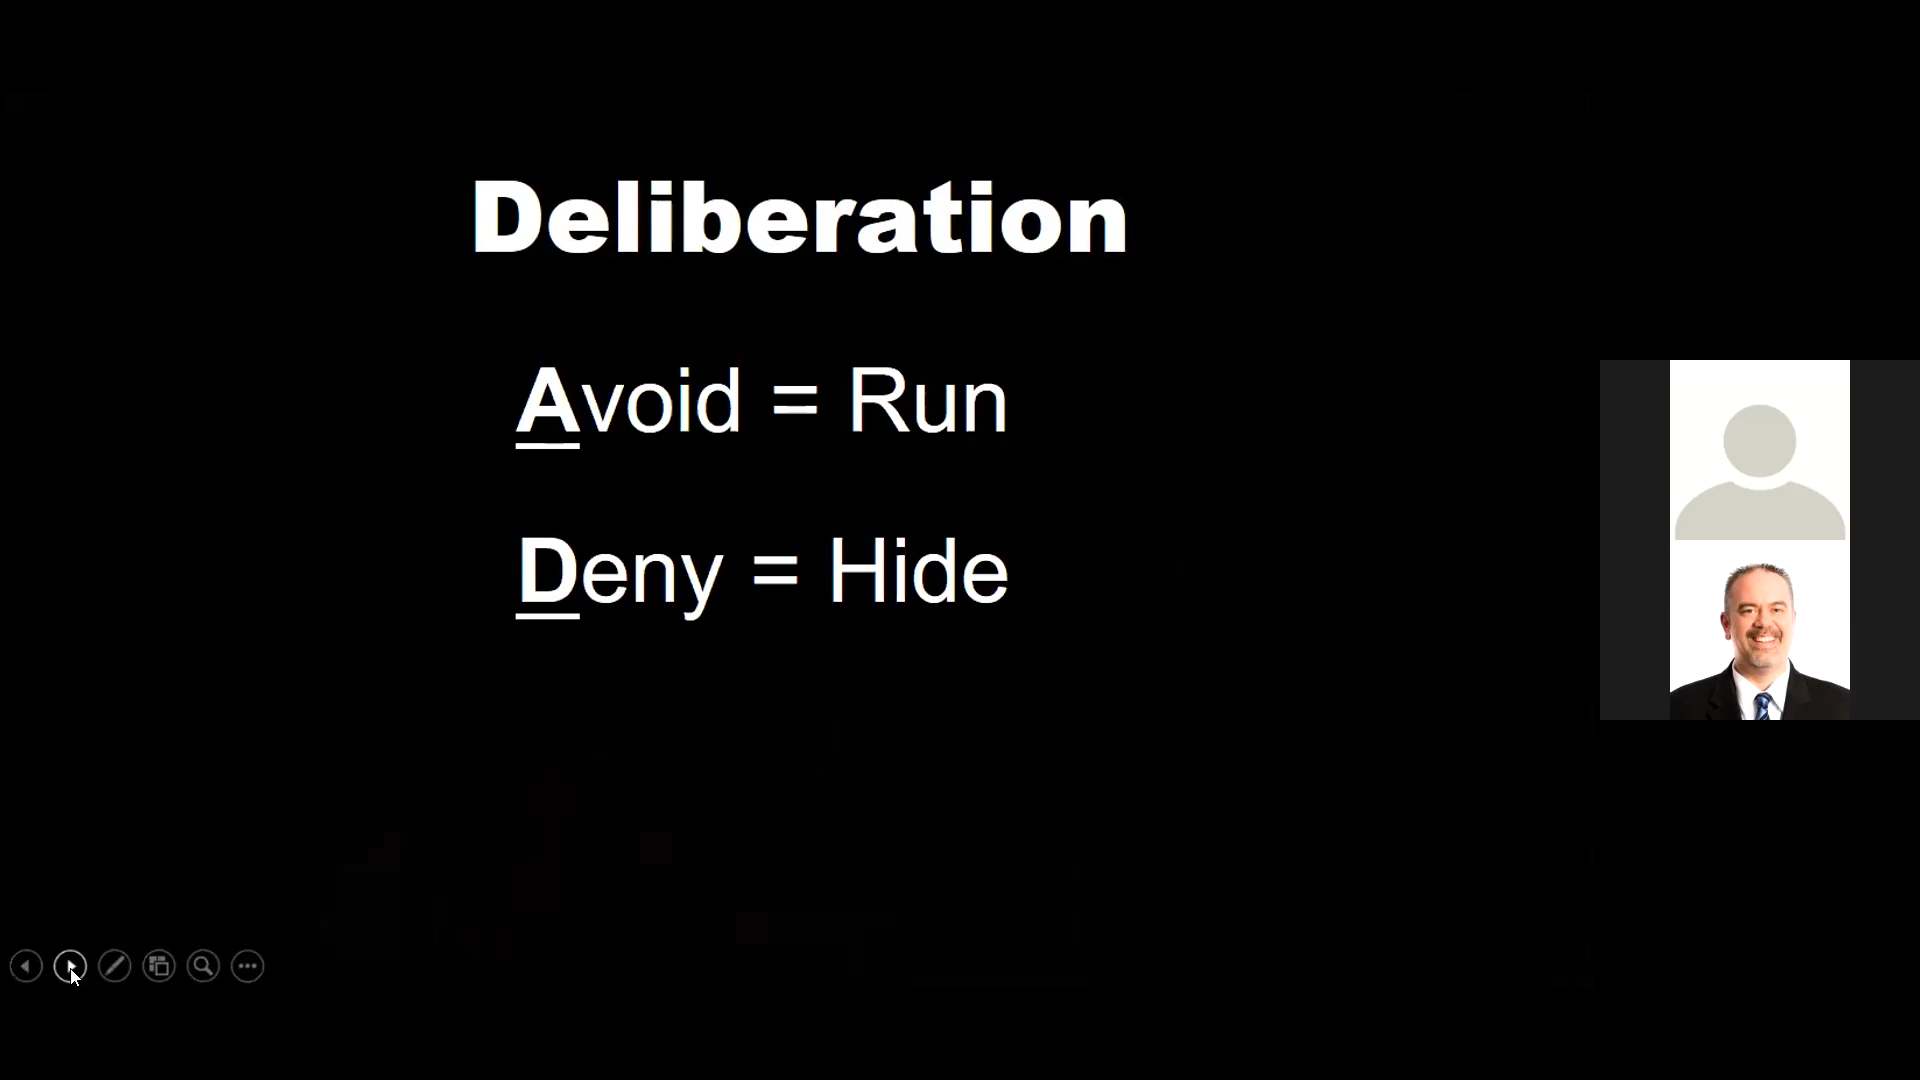 Deliberation
Avoid = Run
Deny = Hide